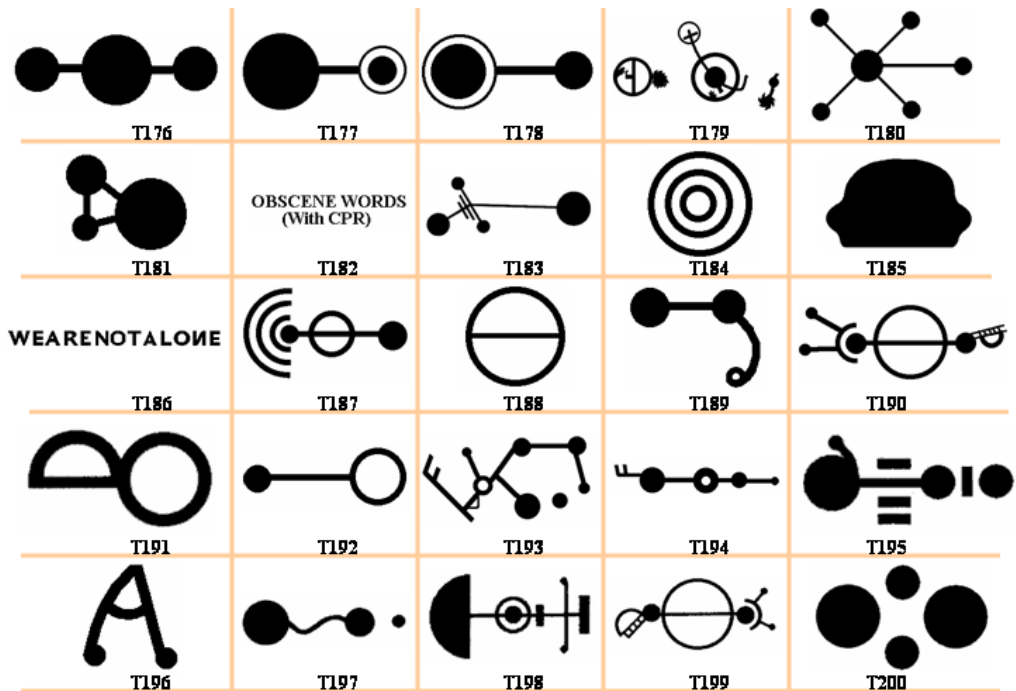 T176 T177 T178 T179 T180
OBSCENE WORDS
(With CPR)
T181 T182 T183 T184 T185
WEARENOTALONE
T186 T187 T188 T189 T190
T191 T192 T193 T194 T195
T196 T197 T198 T199 T200